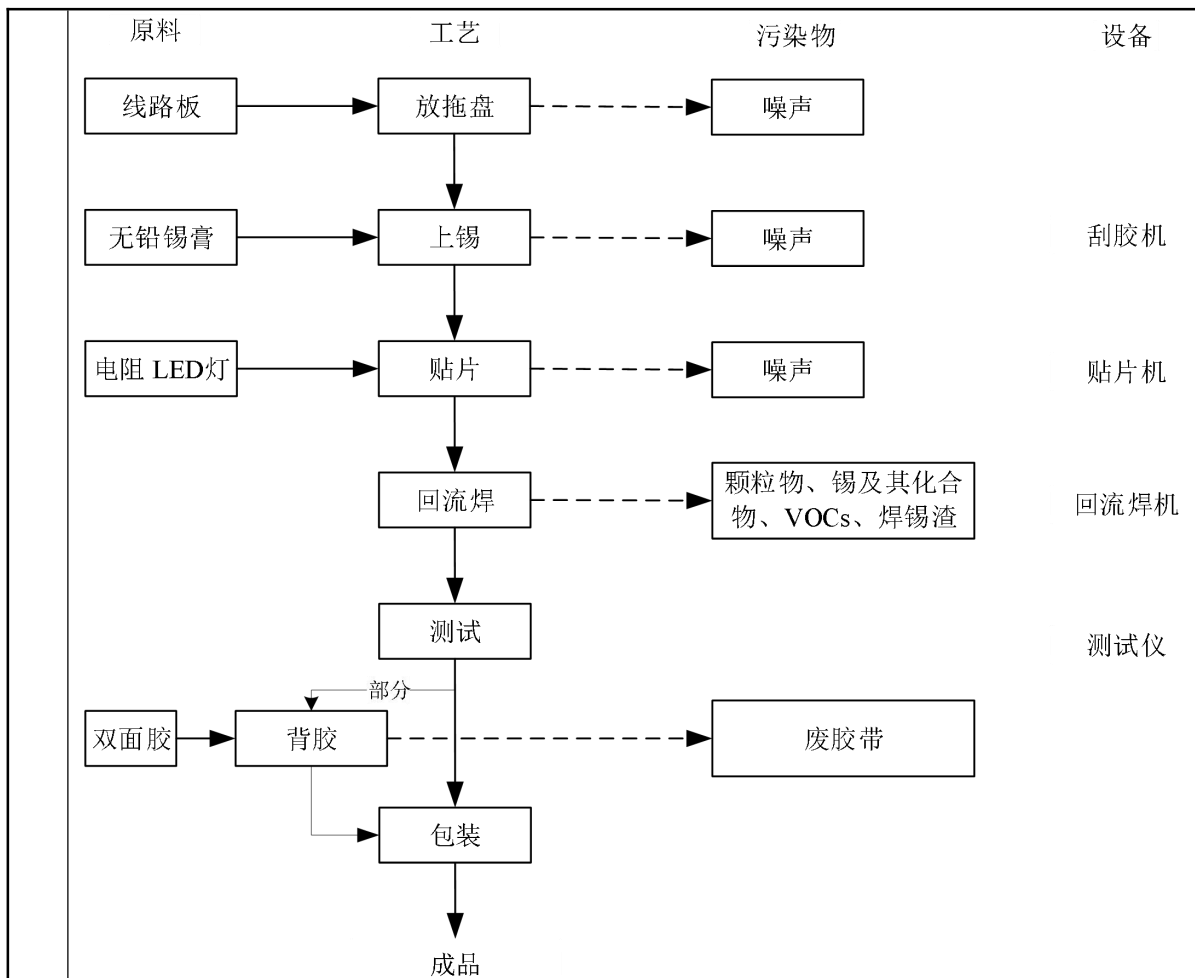 原料 工艺 污染物 设备
线路板 放拖盘 噪声
无铅锡膏 上锡 噪声 刮胶机
电阻 LED灯 贴片 噪声 贴片机
回流焊 颗粒物、锡及其化合
物、VOCs、焊锡渣 回流焊机
测试 测试仪
部分
双面胶 背胶 废胶带
包装
成品